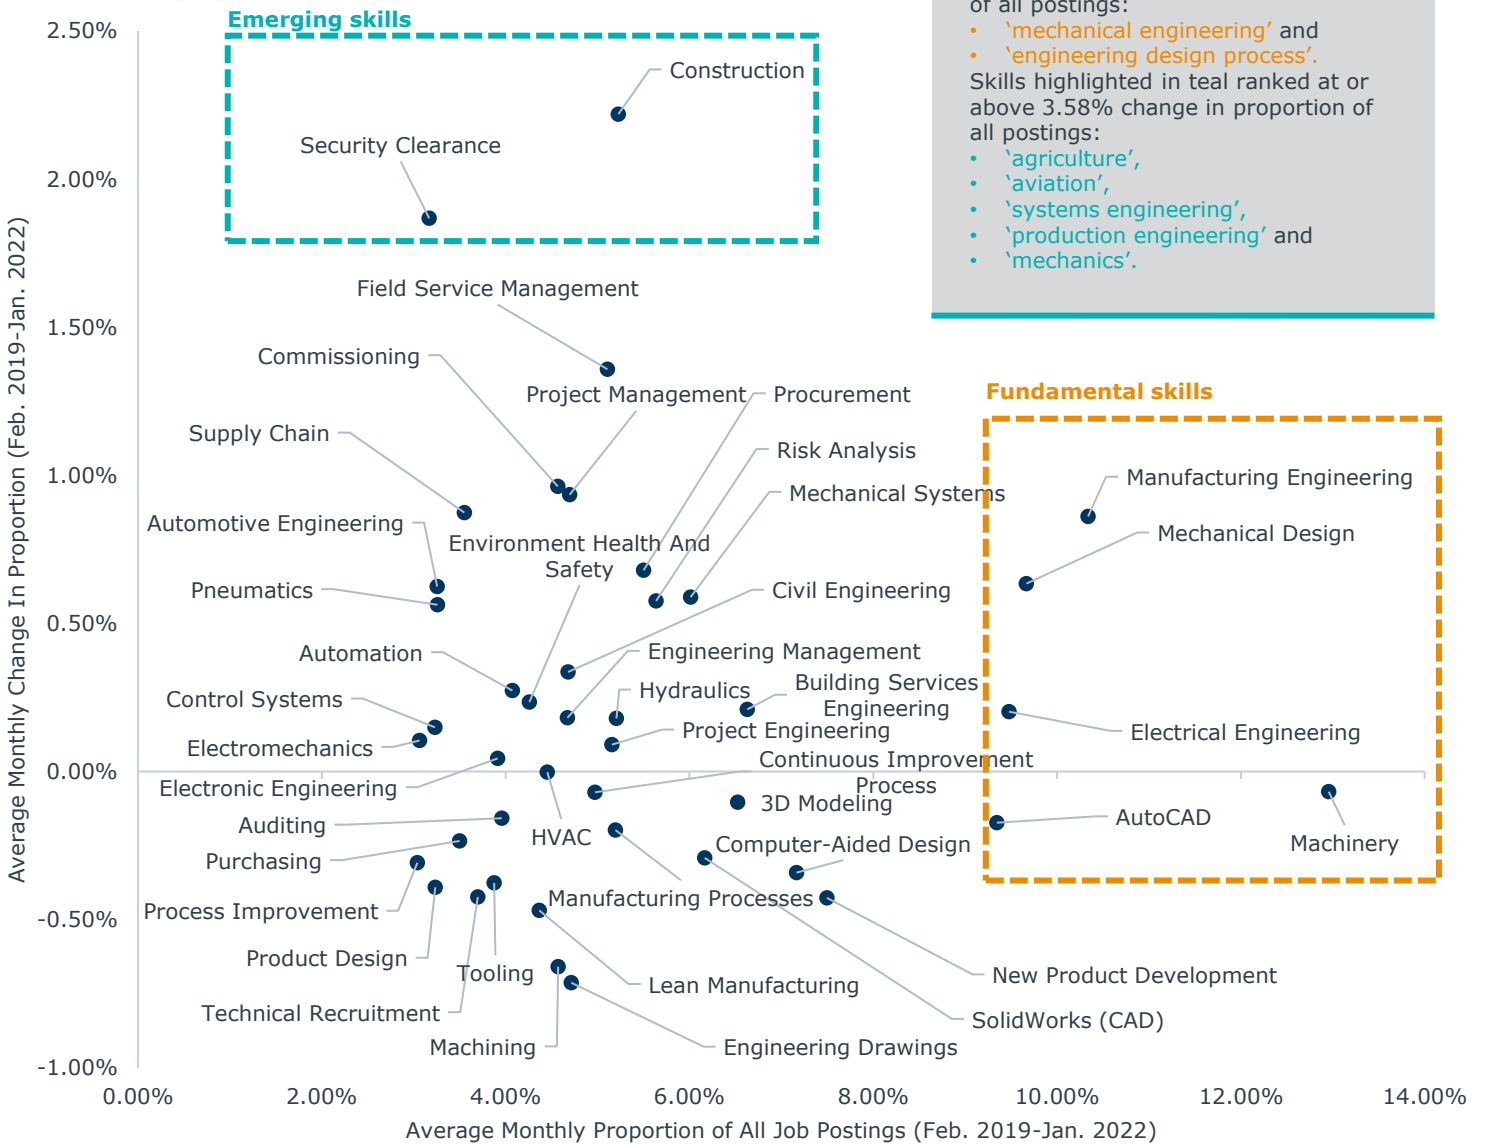 Emerging skills
of all postings:
• ‘mechanical engineering’ and
• ‘engineering design process’.
Skills highlighted in teal ranked at or
above 3.58% change in proportion of
all postings:
• ‘agriculture’,
• ‘aviation’,
• ‘systems engineering’,
• ‘production engineering’ and
• ‘mechanics’.
2.50%
2.00%
1.50%
1.00%
0.50%
0.00%
-0.50%
-1.00%
Average Monthly Change In Proportion (Feb. 2019-Jan. 2022)
Construction
Security Clearance
Field Service Management
Commissioning
Project Management
Procurement
Fundamental skills
Supply Chain
Risk Analysis
Manufacturing Engineering
Mechanical Systems
Automotive Engineering
Mechanical Design
Environment Health And
Safety
Pneumatics
Civil Engineering
Automation
Engineering Management
Control Systems
Hydraulics
Building Services
Engineering
Project Engineering
Electrical Engineering
Electromechanics
Continuous Improvement
Process
Electronic Engineering
3D Modeling
Auditing
HVAC
AutoCAD
Machinery
Computer-Aided Design
Purchasing
Manufacturing Processes
Process Improvement
Product Design
Tooling
Lean Manufacturing
New Product Development
Technical Recruitment
SolidWorks (CAD)
Machining
Engineering Drawings
0.00%
2.00%
4.00%
6.00%
8.00%
10.00%
12.00%
14.00%
Average Monthly Proportion of All Job Postings (Feb. 2019-Jan. 2022)